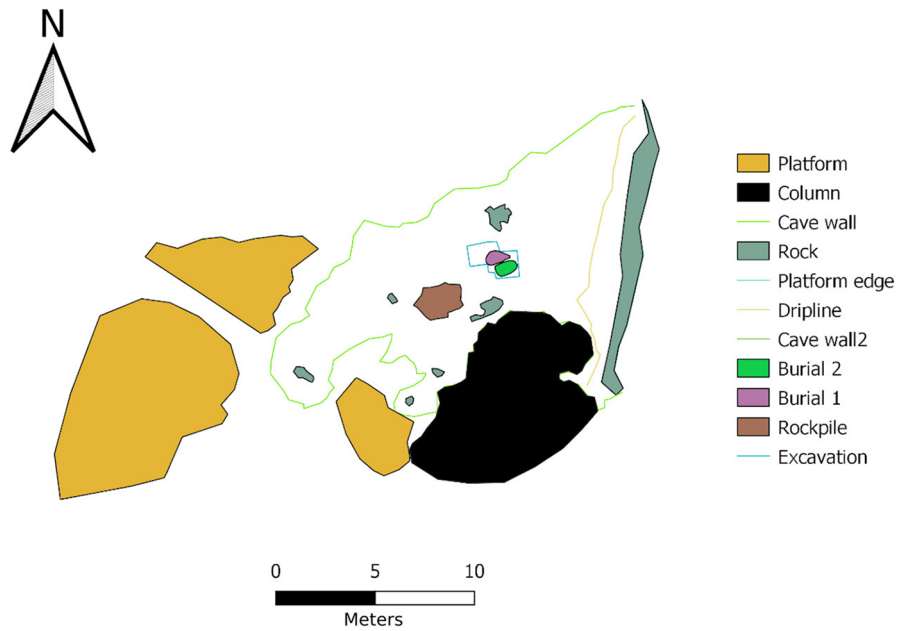 N
Platform
Column
Cave wall
Rock
Platform edge
Dripline
Cave wall2
Burial 2
Burial 1
Rockpile
Excavation
0 5 10
Meters